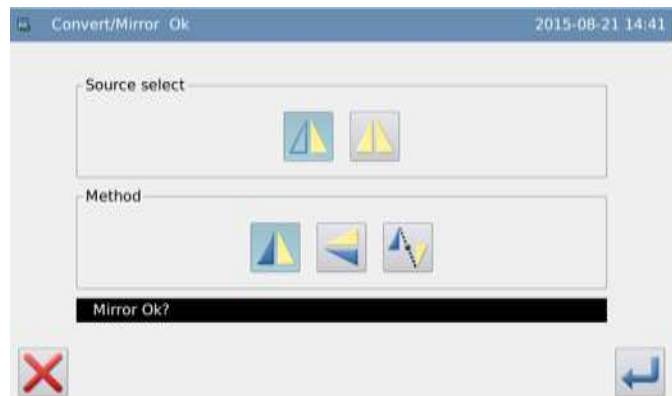 Convert/Mirror Ok 2015-08-21 14:41
Source select
Method
Mirror Ok?